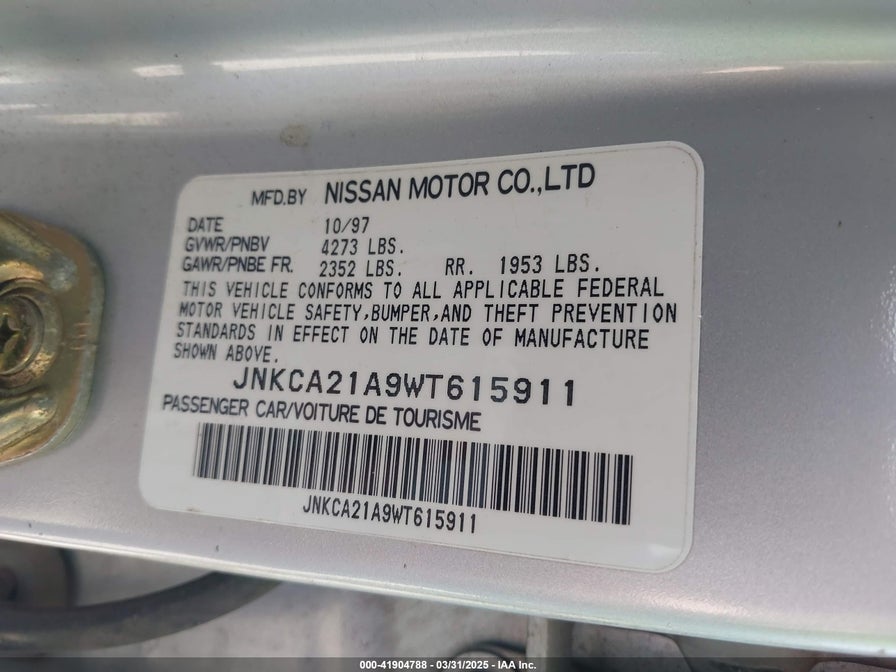 MFD.BY NISSAN MOTOR CO.,LTD
DATE 10/97
GVWR/PNBV 4273 LBS.
GAWR/PNBE FR. 2352 LBS. RR. 1953 LBS.
THIS VEHICLE CONFORMS TO ALL APPLICABLE FEDERAL
MOTOR VEHICLE SAFETY,BUMPER,AND THEFT PREVENTION
STANDARDS IN EFFECT ON THE DATE OF MANUFACTURE
SHOWN ABOVE.
JNKCA21A9WT615911
PASSENGER CAR/VOITURE DE TOURISME
JNKCA21A9WT615911
000-41904788 - 03/31/2025 - IAA Inc.